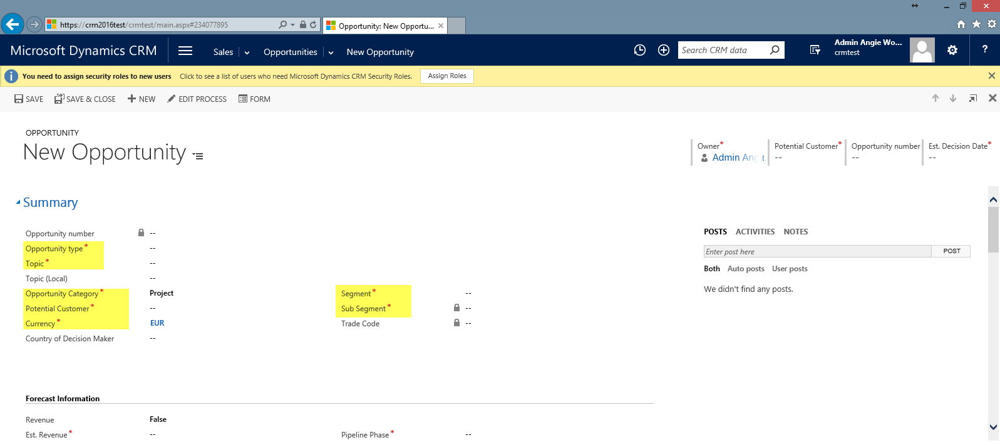 https://crm2016test/crmtest/main.aspx#234077895
Opportunity: New Opportu...
Microsoft Dynamics CRM
Sales
Opportunities
New Opportunity
Search CRM data
Admin Angie Wo...
crmtest
?
You need to assign security roles to new users Click to see a list of users who need Microsoft Dynamics CRM Security Roles. Assign Roles
SAVE SAVE & CLOSE NEW EDIT PROCESS FORM
OPPORTUNITY
New Opportunity
Owner*
Admin Ang
Potential Customer*
--
Opportunity number
--
Est. Decision Date*
--
Summary
Opportunity number --
Opportunity type* --
Topic* --
Topic (Local) --
Opportunity Category* Project
Potential Customer* --
Currency* EUR
Country of Decision Maker --
Segment* --
Sub Segment* --
Trade Code --
POSTS ACTIVITIES NOTES
Enter post here POST
Both Auto posts User posts
We didn't find any posts.
Forecast Information
Revenue False
Est. Revenue* -- Pipeline Phase* --